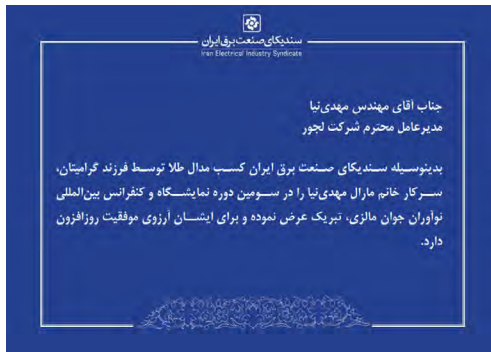 سندیکای صنعت برق ایران
Iran Electrical Industry Syndicate
جناب آقای مهندس مهدی‌نیا
مدیرعامل محترم شرکت لجور
بدینوسیله سندیکای صنعت برق ایران کسب مدال طلا توسط فرزند گرامیتان،
سرکار خانم مارال مهدی‌نیا را در سومین دوره نمایشگاه و کنفرانس بین‌المللی
نوآوران جوان مالزی، تبریک عرض نموده و برای ایشان آرزوی موفقیت روزافزون
دارد.